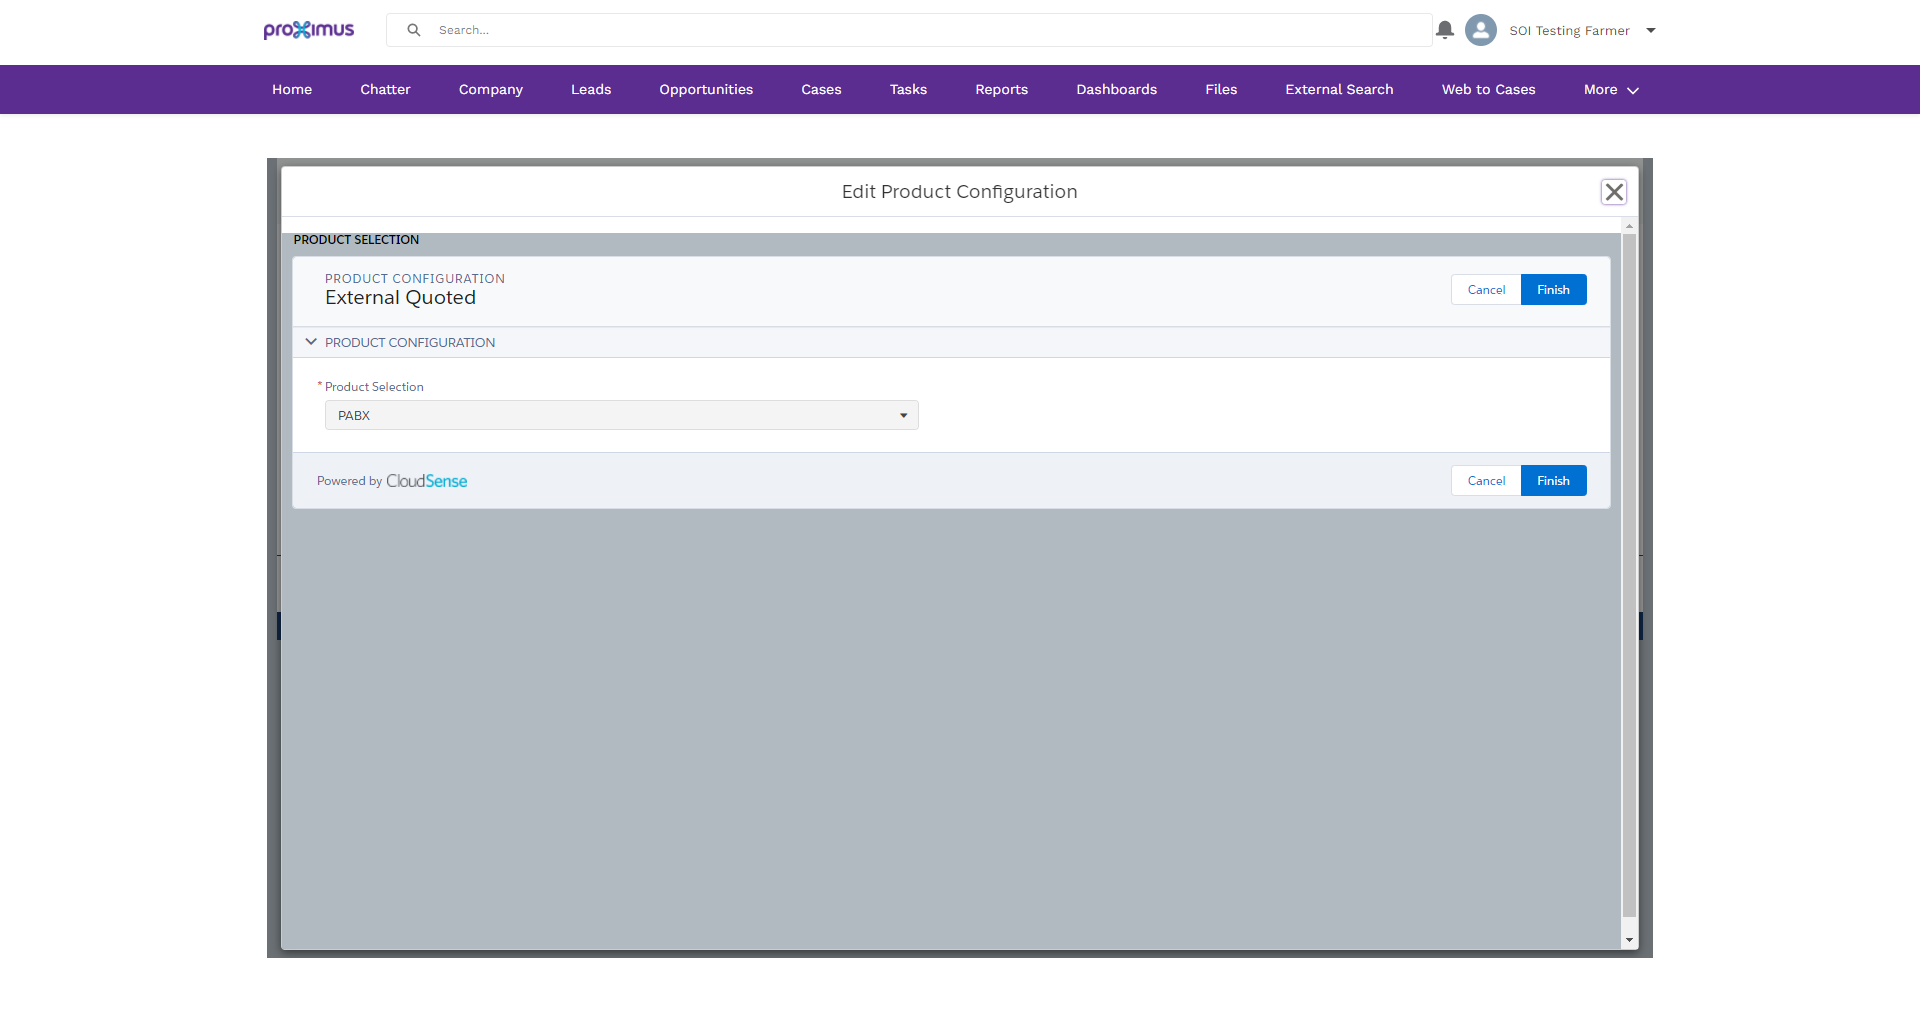 proximus
Search...
SOI Testing Farmer
Home Chatter Company Leads Opportunities Cases Tasks Reports Dashboards Files External Search Web to Cases More
Edit Product Configuration
PRODUCT SELECTION
PRODUCT CONFIGURATION
External Quoted
Cancel Finish
PRODUCT CONFIGURATION
* Product Selection
PABX
Powered by CloudSense
Cancel Finish